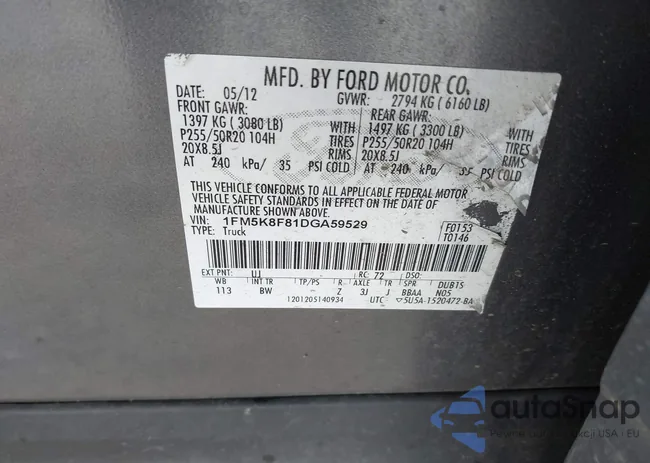 MFD. BY FORD MOTOR CO.
DATE: 05/12 GVWR: 2794 KG ( 6160 LB)
FRONT GAWR: REAR GAWR:
1397 KG ( 3080 LB) WITH 1497 KG ( 3300 LB) WITH
P255/50R20 104H TIRES P255/50R20 104H TIRES
20X8.5J RIMS 20X8.5J RIMS
AT 240 kPa/ 35 PSI COLD AT 240 kPa/ 35 PSI COLD
THIS VEHICLE CONFORMS TO ALL APPLICABLE FEDERAL MOTOR
VEHICLE SAFETY STANDARDS IN EFFECT ON THE DATE OF
MANUFACTURE SHOWN ABOVE.
VIN: 1FM5K8F81DGA59529 F0153
TYPE: Truck T0146
EXT PNT: UJ RC: 72 DSO:
WB INT TR TP/PS R AXLE TR SPR DUB1S
113 BW - Z 3J J BBAA N05
1201205140934 UTC 5U5A-1520472-BA
autoSnap
USA i EU